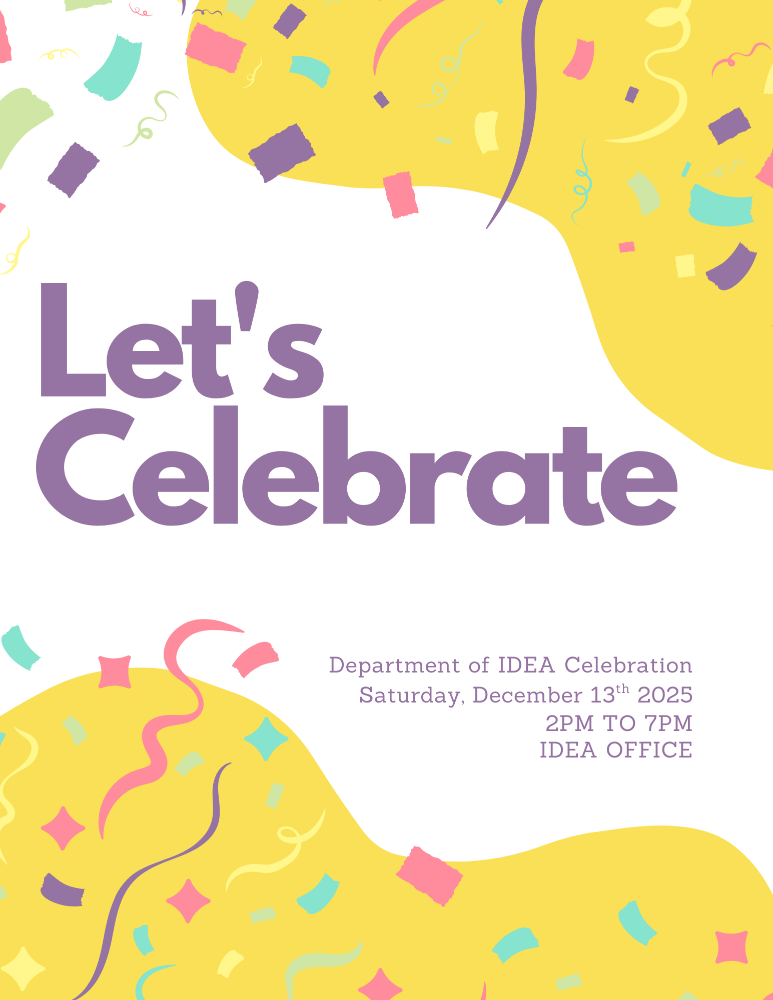 Let's
Celebrate
Department of IDEA Celebration
Saturday, December 13th 2025
2PM TO 7PM
IDEA OFFICE